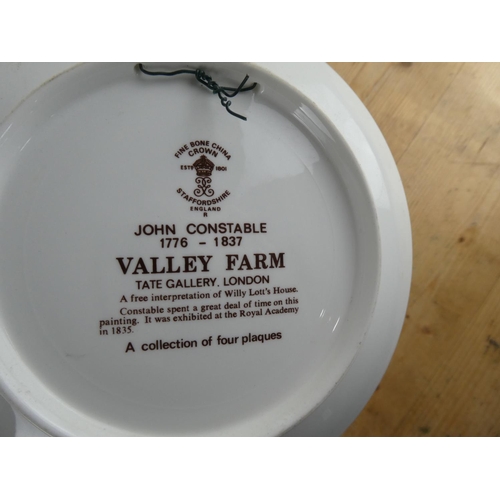 FINE BONE CHINA
CROWN
ESTD 1801
STAFFORDSHIRE
ENGLAND
R
JOHN CONSTABLE
1776 - 1837
VALLEY FARM
TATE GALLERY, LONDON
A free interpretation of Willy Lott's House.
Constable spent a great deal of time on this
painting. It was exhibited at the Royal Academy
in 1835.
A collection of four plaques